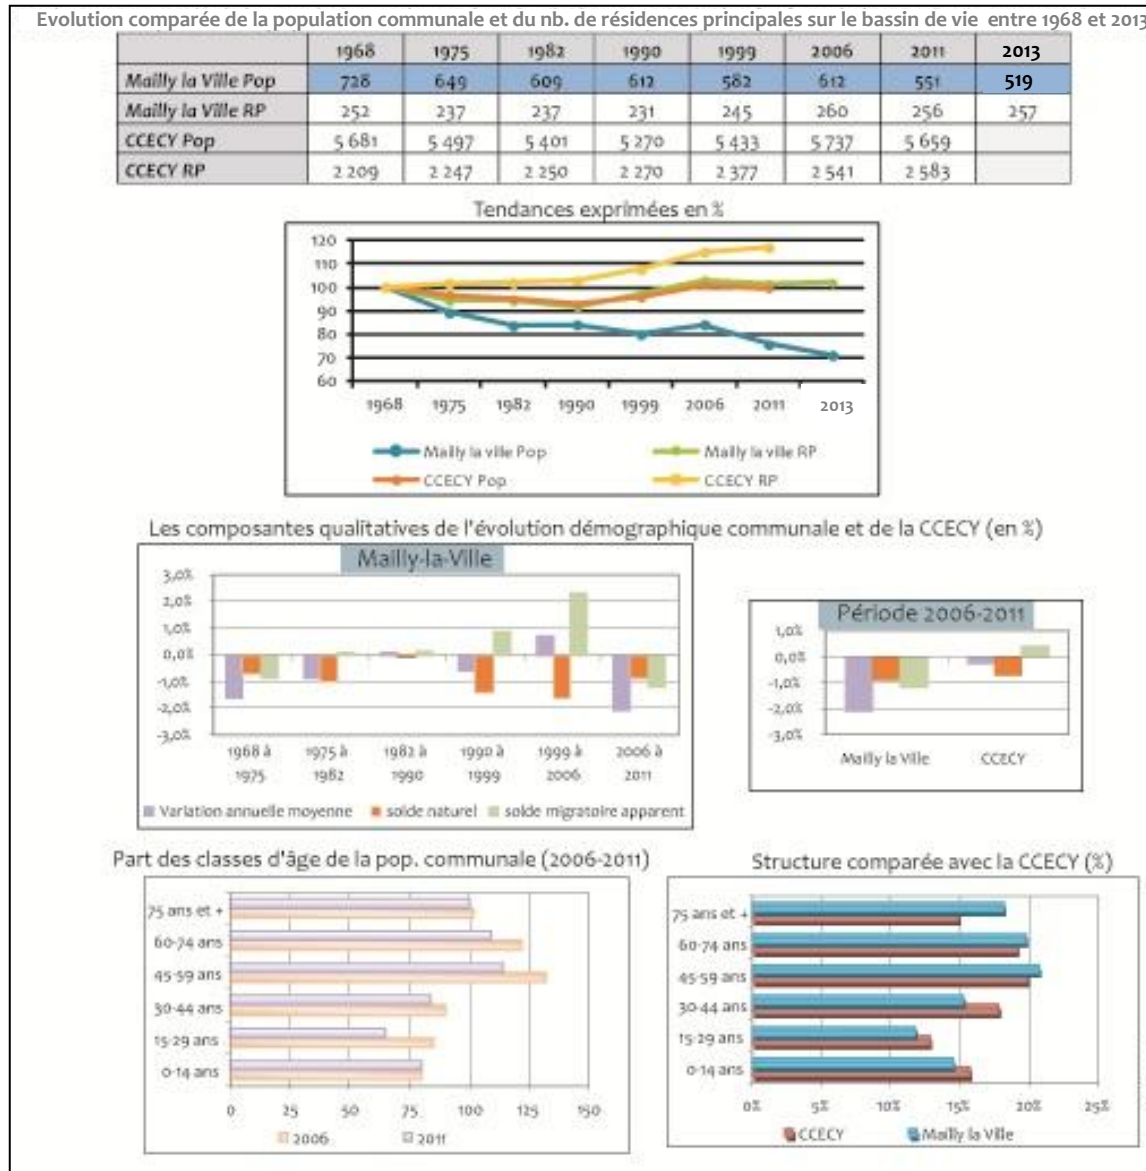 Evolution comparée de la population communale et du nb. de résidences principales sur le bassin de vie entre 1968 et 2013
1968 1975 1982 1990 1999 2006 2011 2013
Mailly la Ville Pop 728 649 609 612 582 612 551 519
Mailly la Ville RP 252 237 237 231 245 260 256 257
CCECY Pop 5 681 5 497 5 401 5 270 5 433 5 737 5 659
CCECY RP 2 209 2 247 2 250 2 270 2 377 2 541 2 583
Tendances exprimées en %
120
110
100
90
80
70
60
1968 1975 1982 1990 1999 2006 2011 2013
Mailly la ville Pop Mailly la ville RP
CCECY Pop CCECY RP
Les composantes qualitatives de l'évolution démographique communale et de la CCECY (en %)
Mailly-la-Ville
3,0%
2,0%
1,0%
0,0%
-1,0%
-2,0%
-3,0%
1968 à 1975 à 1982 à 1990 à 1999 à 2006 à
1975 1982 1990 1999 2006 2011
Variation annuelle moyenne solde naturel solde migratoire apparent
Période 2006-2011
1,0%
0,0%
-1,0%
-2,0%
-3,0%
Mailly la Ville CCECY
Part des classes d'âge de la pop. communale (2006-2011)
75 ans et +
60-74 ans
45-59 ans
30-44 ans
15-29 ans
0-14 ans
0 25 50 75 100 125 150
2006 2011
Structure comparée avec la CCECY (%)
75 ans et +
60-74 ans
45-59 ans
30-44 ans
15-29 ans
0-14 ans
0% 5% 10% 15% 20% 25%
CCECY Mailly la Ville